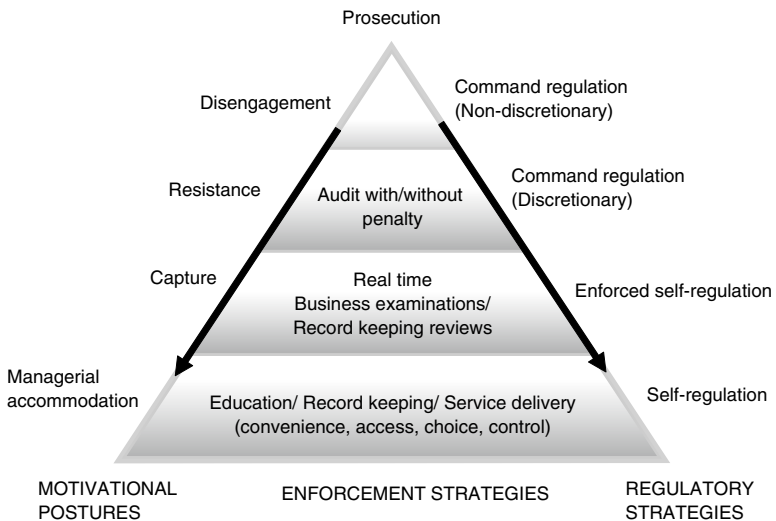 Prosecution
Disengagement
Command regulation
(Non-discretionary)
Resistance
Audit with/without
penalty
Command regulation
(Discretionary)
Capture
Real time
Business examinations/
Record keeping reviews
Enforced self-regulation
Managerial
accommodation
Education/ Record keeping/ Service delivery
(convenience, access, choice, control)
Self-regulation
MOTIVATIONAL
POSTURES
ENFORCEMENT STRATEGIES
REGULATORY
STRATEGIES